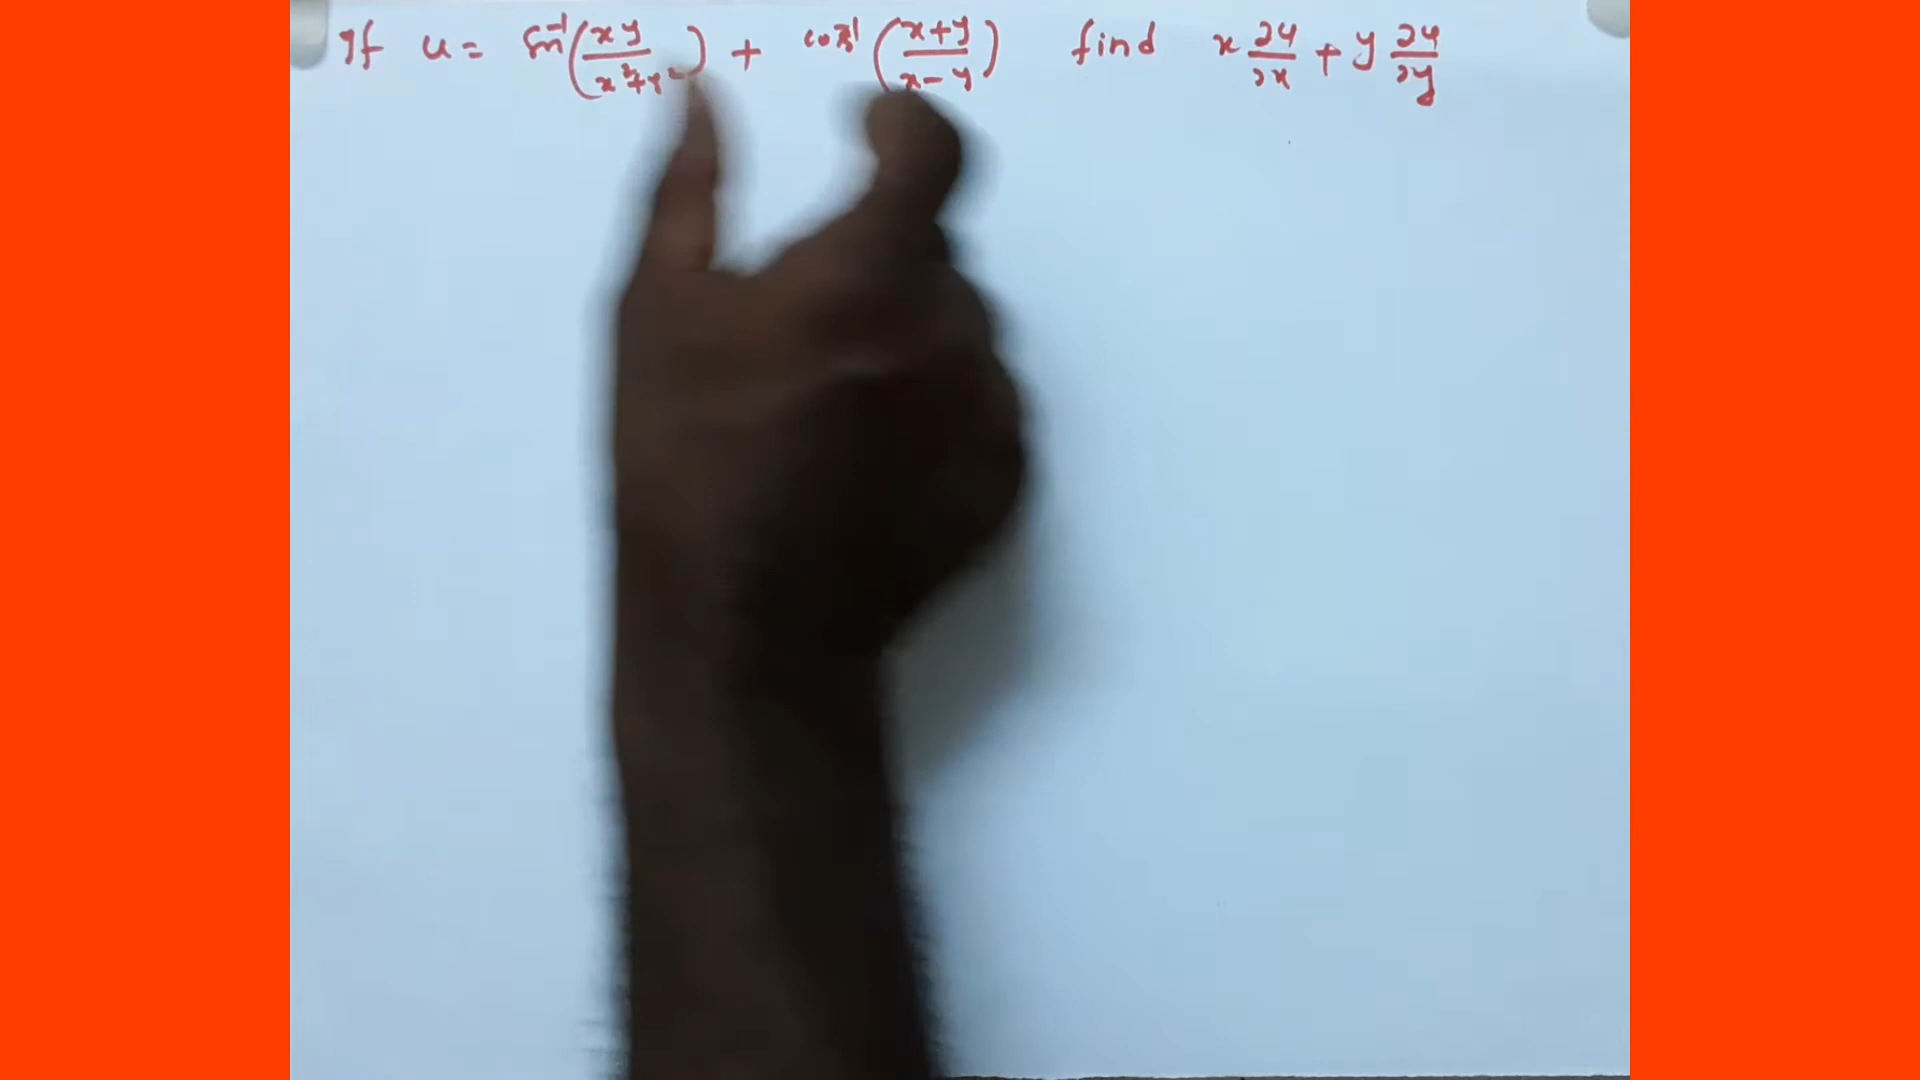 If u = sin⁻¹(xy/(x²+y²)) + cos⁻¹((x+y)/(x-y)) find x ∂u/∂x + y ∂u/∂y